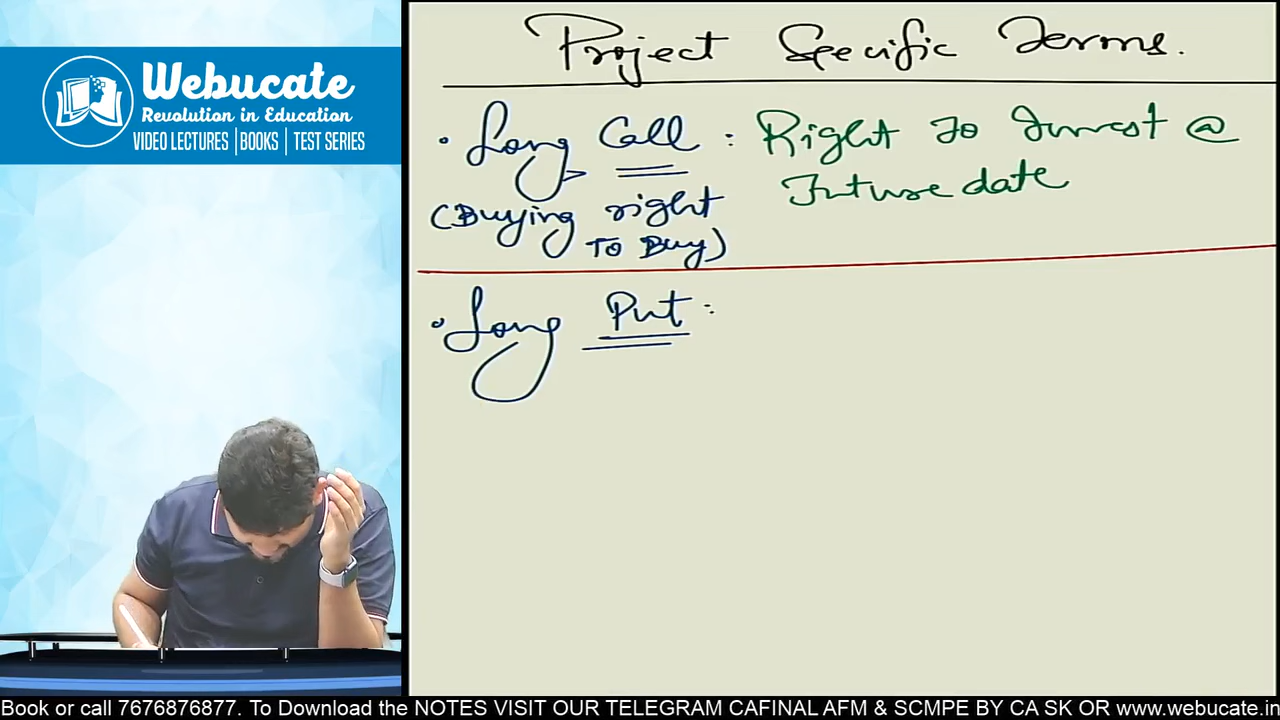 Webucate
Revolution in Education
VIDEO LECTURES | BOOKS | TEST SERIES
Project Specific Terms.
• Long Call : Right To Invest @
Future date
(Buying right
To Buy)
• Long Put :
Book or call 7676876877. To Download the NOTES VISIT OUR TELEGRAM CAFINAL AFM & SCMPE BY CA SK OR www.webucate.in